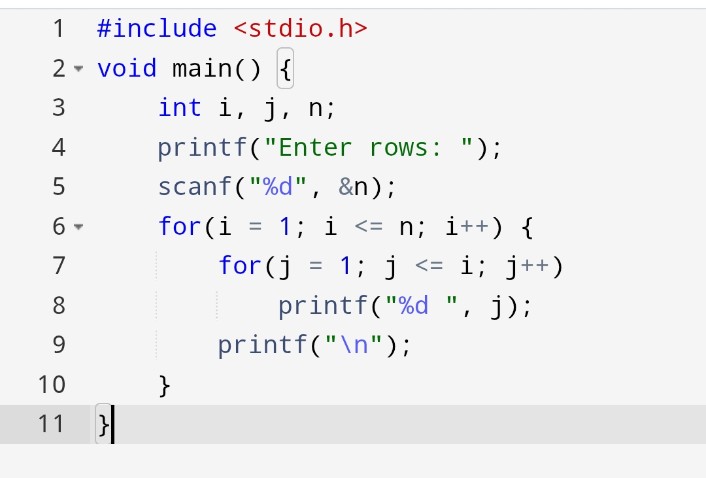 1 #include <stdio.h>
2 void main() {
3     int i, j, n;
4     printf("Enter rows: ");
5     scanf("%d", &n);
6     for(i = 1; i <= n; i++) {
7         for(j = 1; j <= i; j++)
8             printf("%d ", j);
9         printf("\n");
10     }
11 }